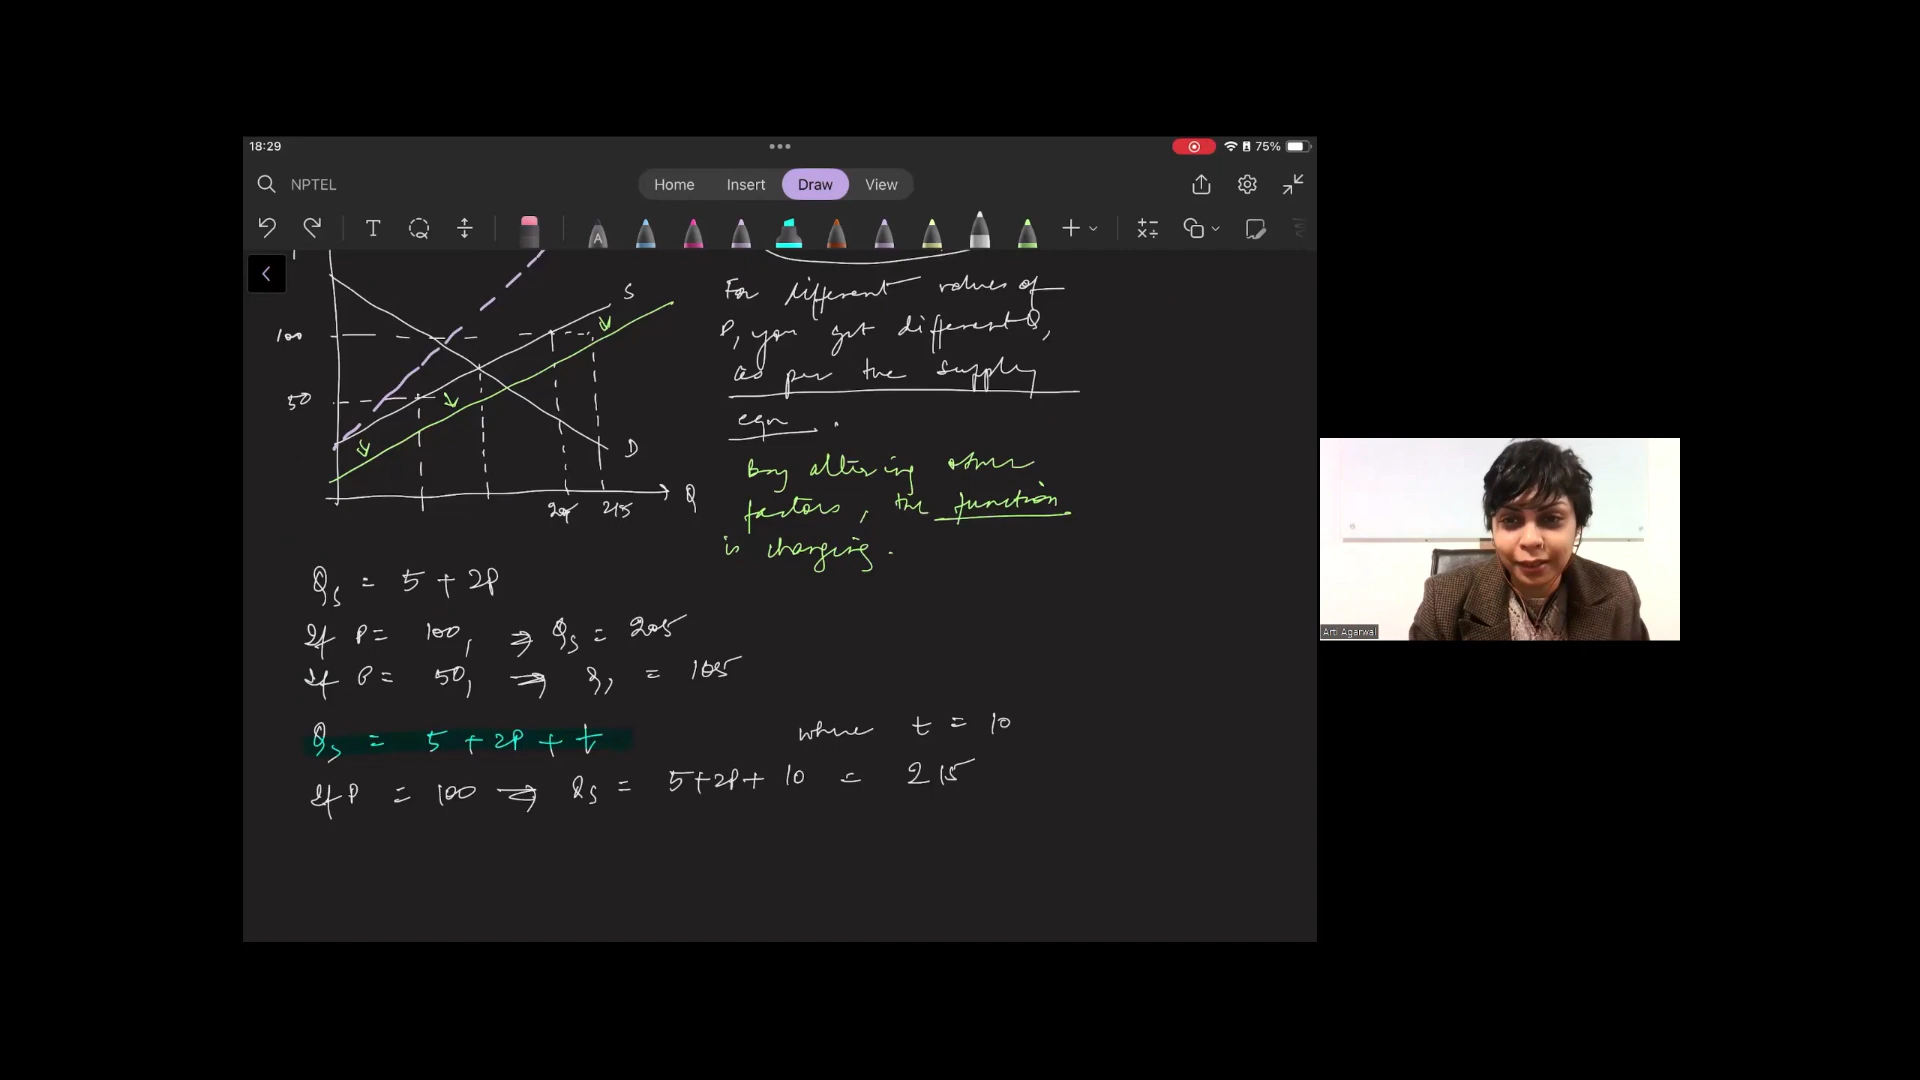 18:29
75%
NPTEL
Home Insert Draw View
A
S
100
50
D
205 215 Q
For different values of
P, you get different Q,
as per the supply
eqn.
By altering other
factors, the function
is changing.
Qs = 5 + 2P
If P = 100, ⇒ Qs = 205
If P = 50, ⇒ Qs = 105
Qs = 5 + 2P + t where t = 10
If P = 100 ⇒ Qs = 5+2P+ 10 = 215
Arti Agarwal